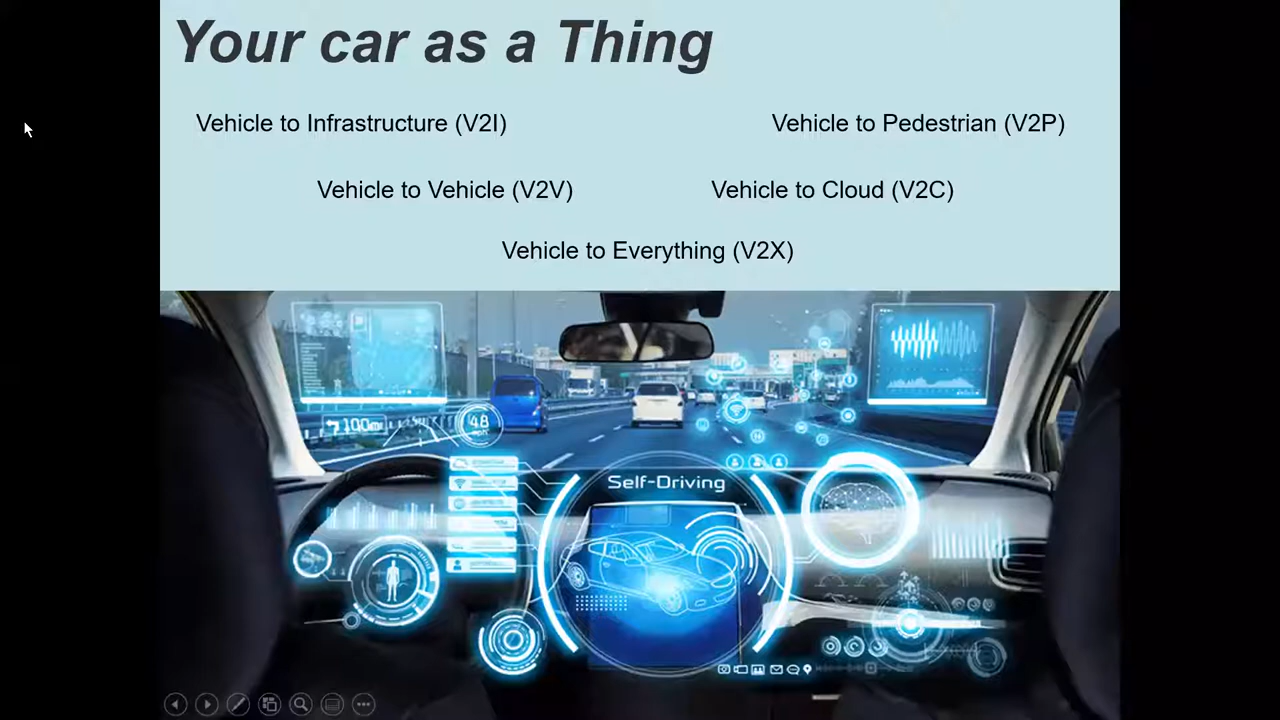 Your car as a Thing
Vehicle to Infrastructure (V2I)
Vehicle to Pedestrian (V2P)
Vehicle to Vehicle (V2V)
Vehicle to Cloud (V2C)
Vehicle to Everything (V2X)
48
mph
Self-Driving